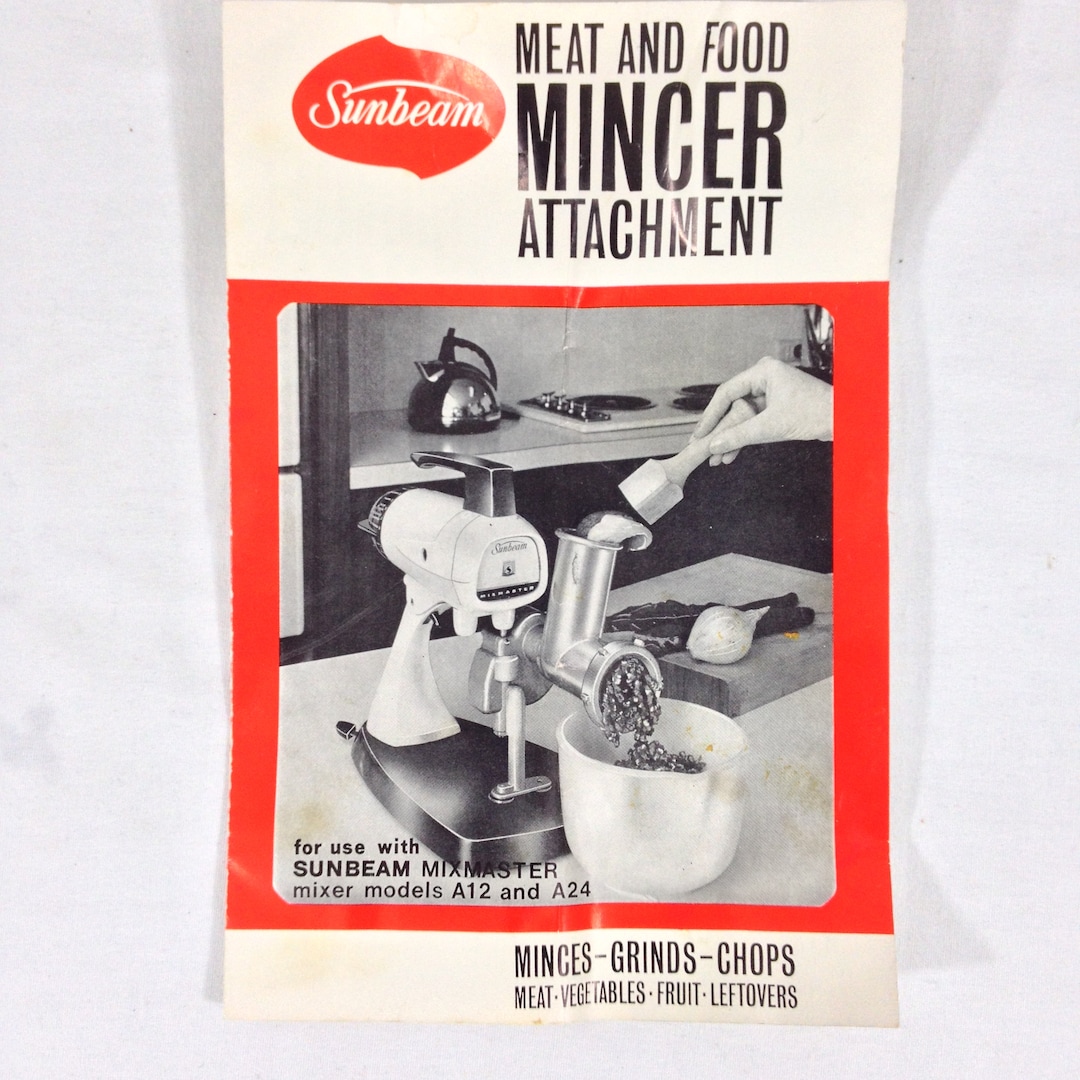 Sunbeam
MEAT AND FOOD
MINCER
ATTACHMENT
Sunbeam
MIXMASTER
for use with
SUNBEAM MIXMASTER
mixer models A12 and A24
MINCES-GRINDS-CHOPS
MEAT·VEGETABLES·FRUIT·LEFTOVERS